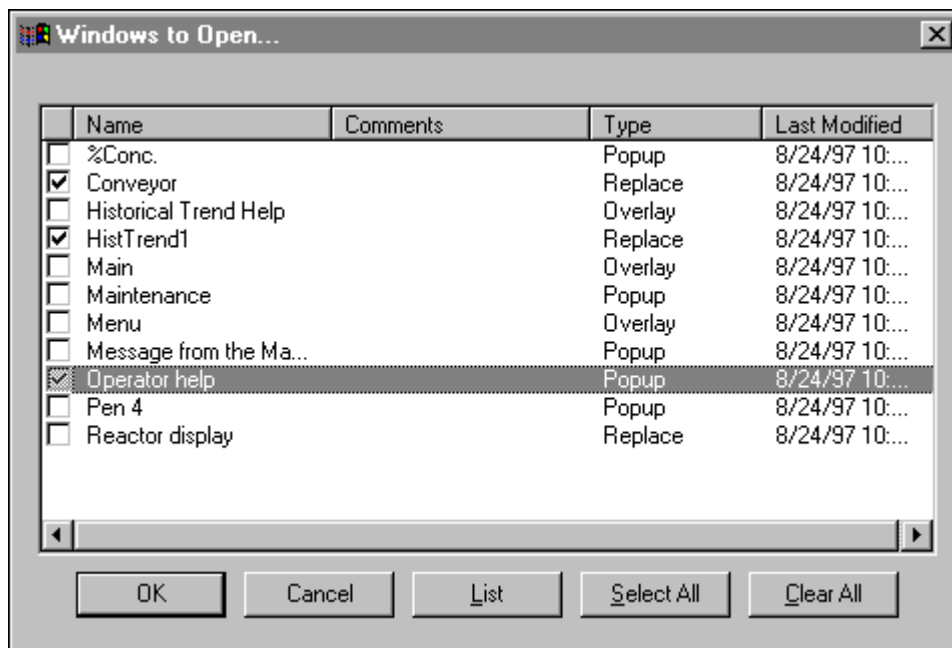 Windows to Open...
Name Comments Type Last Modified
%Conc. Popup 8/24/97 10:...
Conveyor Replace 8/24/97 10:...
Historical Trend Help Overlay 8/24/97 10:...
HistTrend1 Replace 8/24/97 10:...
Main Overlay 8/24/97 10:...
Maintenance Popup 8/24/97 10:...
Menu Overlay 8/24/97 10:...
Message from the Ma... Popup 8/24/97 10:...
Operator help Popup 8/24/97 10:...
Pen 4 Popup 8/24/97 10:...
Reactor display Replace 8/24/97 10:...
OK Cancel List Select All Clear All